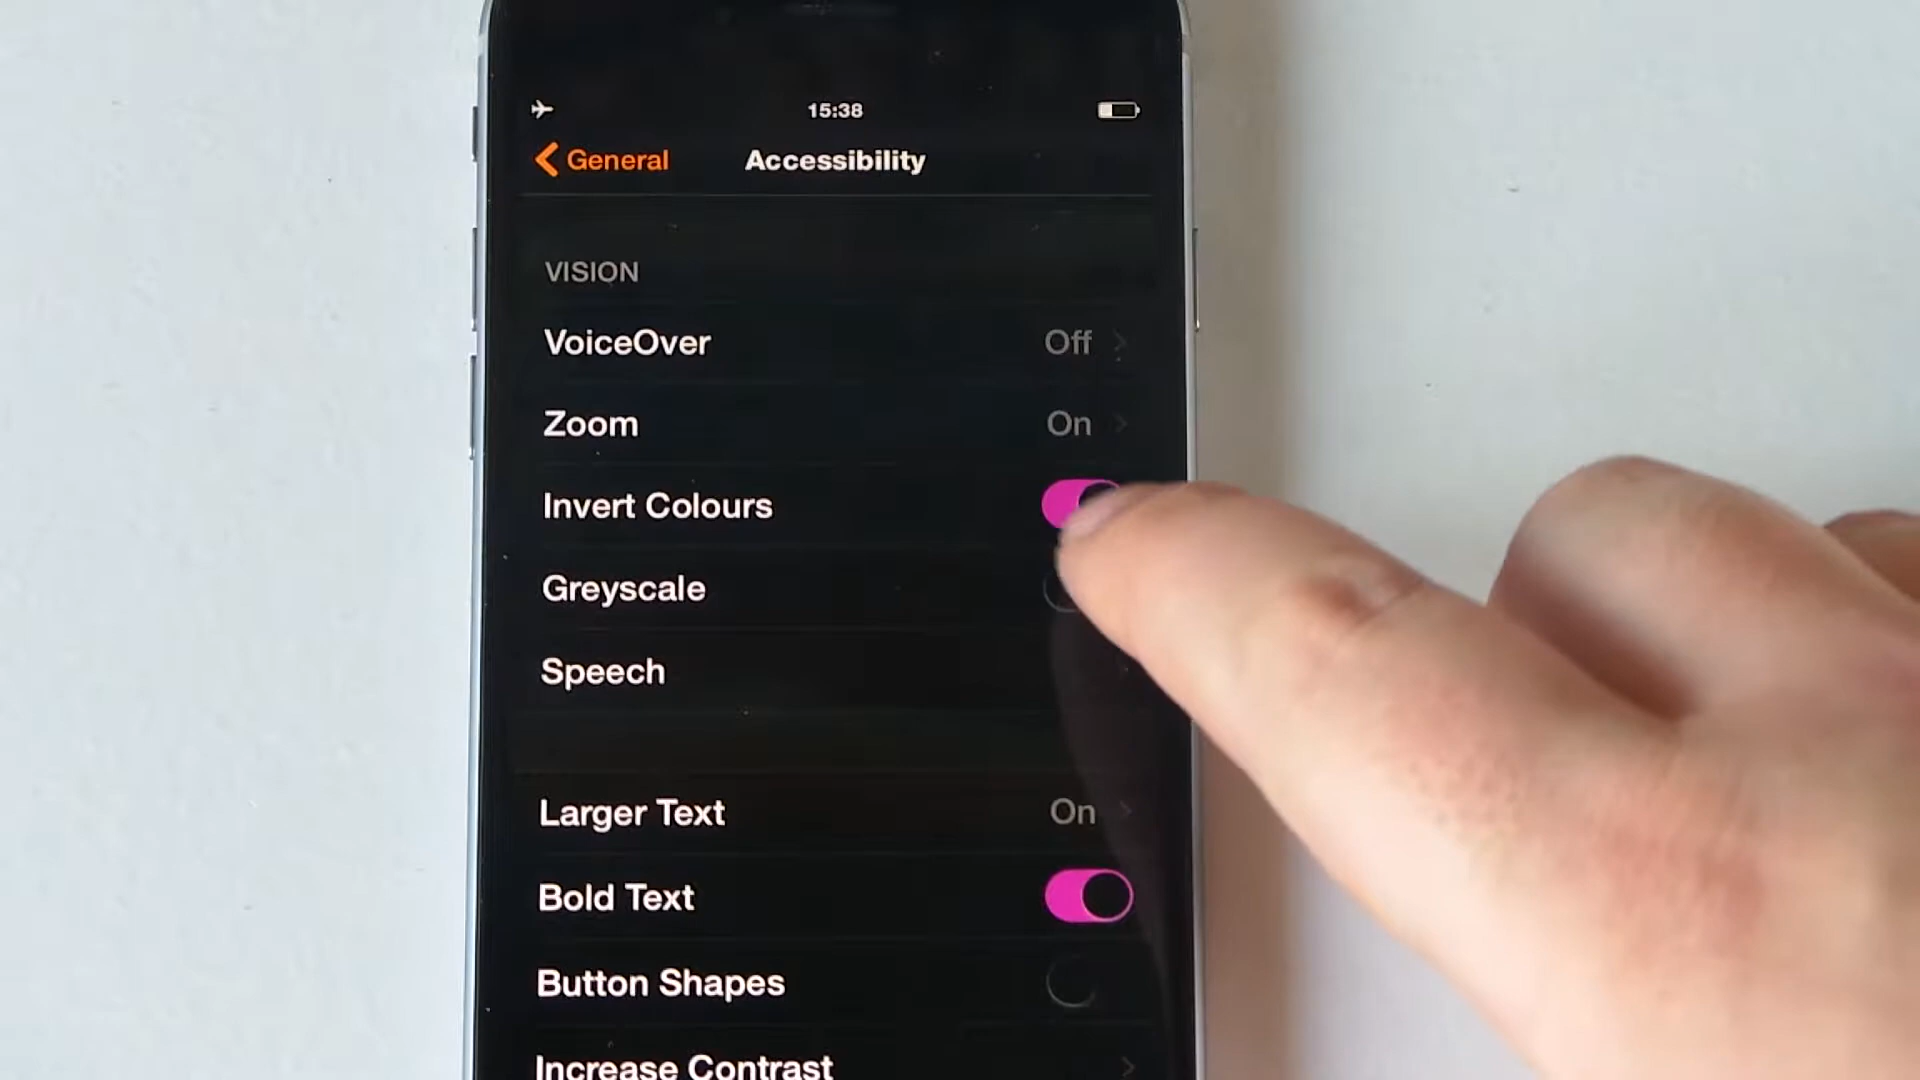 15:38
General Accessibility
VISION
VoiceOver Off
Zoom On
Invert Colours
Greyscale
Speech
Larger Text On
Bold Text
Button Shapes
Increase Contrast